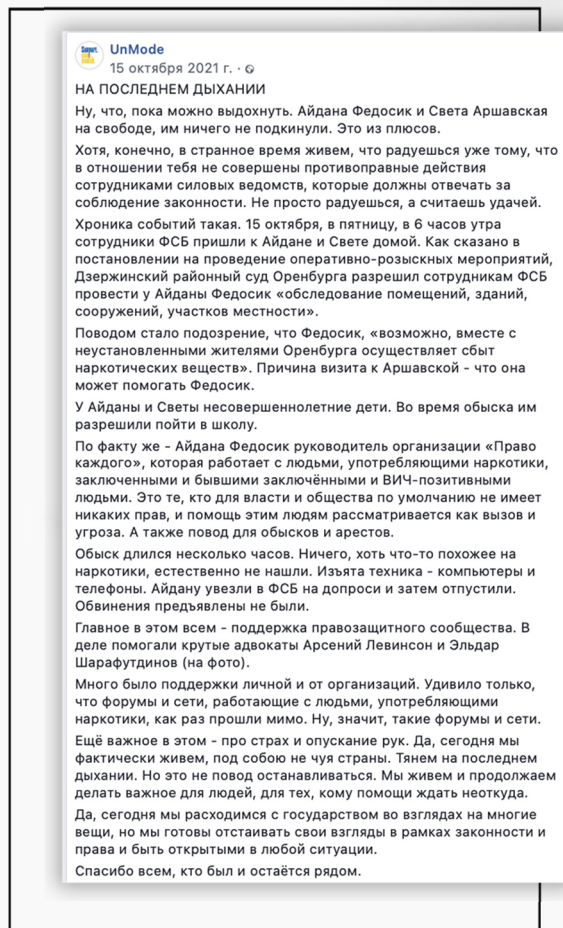 UnMode
15 октября 2021 г. ·
НА ПОСЛЕДНЕМ ДЫХАНИИ
Ну, что, пока можно выдохнуть. Айдана Федосик и Света Аршавская
на свободе, им ничего не подкинули. Это из плюсов.
Хотя, конечно, в странное время живем, что радуешься уже тому, что
в отношении тебя не совершены противоправные действия
сотрудниками силовых ведомств, которые должны отвечать за
соблюдение законности. Не просто радуешься, а считаешь удачей.
Хроника событий такая. 15 октября, в пятницу, в 6 часов утра
сотрудники ФСБ пришли к Айдане и Свете домой. Как сказано в
постановлении на проведение оперативно-розыскных мероприятий,
Дзержинский районный суд Оренбурга разрешил сотрудникам ФСБ
провести у Айданы Федосик «обследование помещений, зданий,
сооружений, участков местности».
Поводом стало подозрение, что Федосик, «возможно, вместе с
неустановленными жителями Оренбурга осуществляет сбыт
наркотических веществ». Причина визита к Аршавской - что она
может помогать Федосик.
У Айданы и Светы несовершеннолетние дети. Во время обыска им
разрешили пойти в школу.
По факту же - Айдана Федосик руководитель организации «Право
каждого», которая работает с людьми, употребляющими наркотики,
заключенными и бывшими заключёнными и ВИЧ-позитивными
людьми. Это те, кто для власти и общества по умолчанию не имеет
никаких прав, и помощь этим людям рассматривается как вызов и
угроза. А также повод для обысков и арестов.
Обыск длился несколько часов. Ничего, хоть что-то похожее на
наркотики, естественно не нашли. Изъята техника - компьютеры и
телефоны. Айдану увезли в ФСБ на допроси и затем отпустили.
Обвинения предъявлены не были.
Главное в этом всем - поддержка правозащитного сообщества. В
деле помогали крутые адвокаты Арсений Левинсон и Эльдар
Шарафутдинов (на фото).
Много было поддержки личной и от организаций. Удивило только,
что форумы и сети, работающие с людьми, употребляющими
наркотики, как раз прошли мимо. Ну, значит, такие форумы и сети.
Ещё важное в этом - про страх и опускание рук. Да, сегодня мы
фактически живем, под собою не чуя страны. Тянем на последнем
дыхании. Но это не повод останавливаться. Мы живем и продолжаем
делать важное для людей, для тех, кому помощи ждать неоткуда.
Да, сегодня мы расходимся с государством во взглядах на многие
вещи, но мы готовы отстаивать свои взгляды в рамках законности и
права и быть открытыми в любой ситуации.
Спасибо всем, кто был и остаётся рядом.